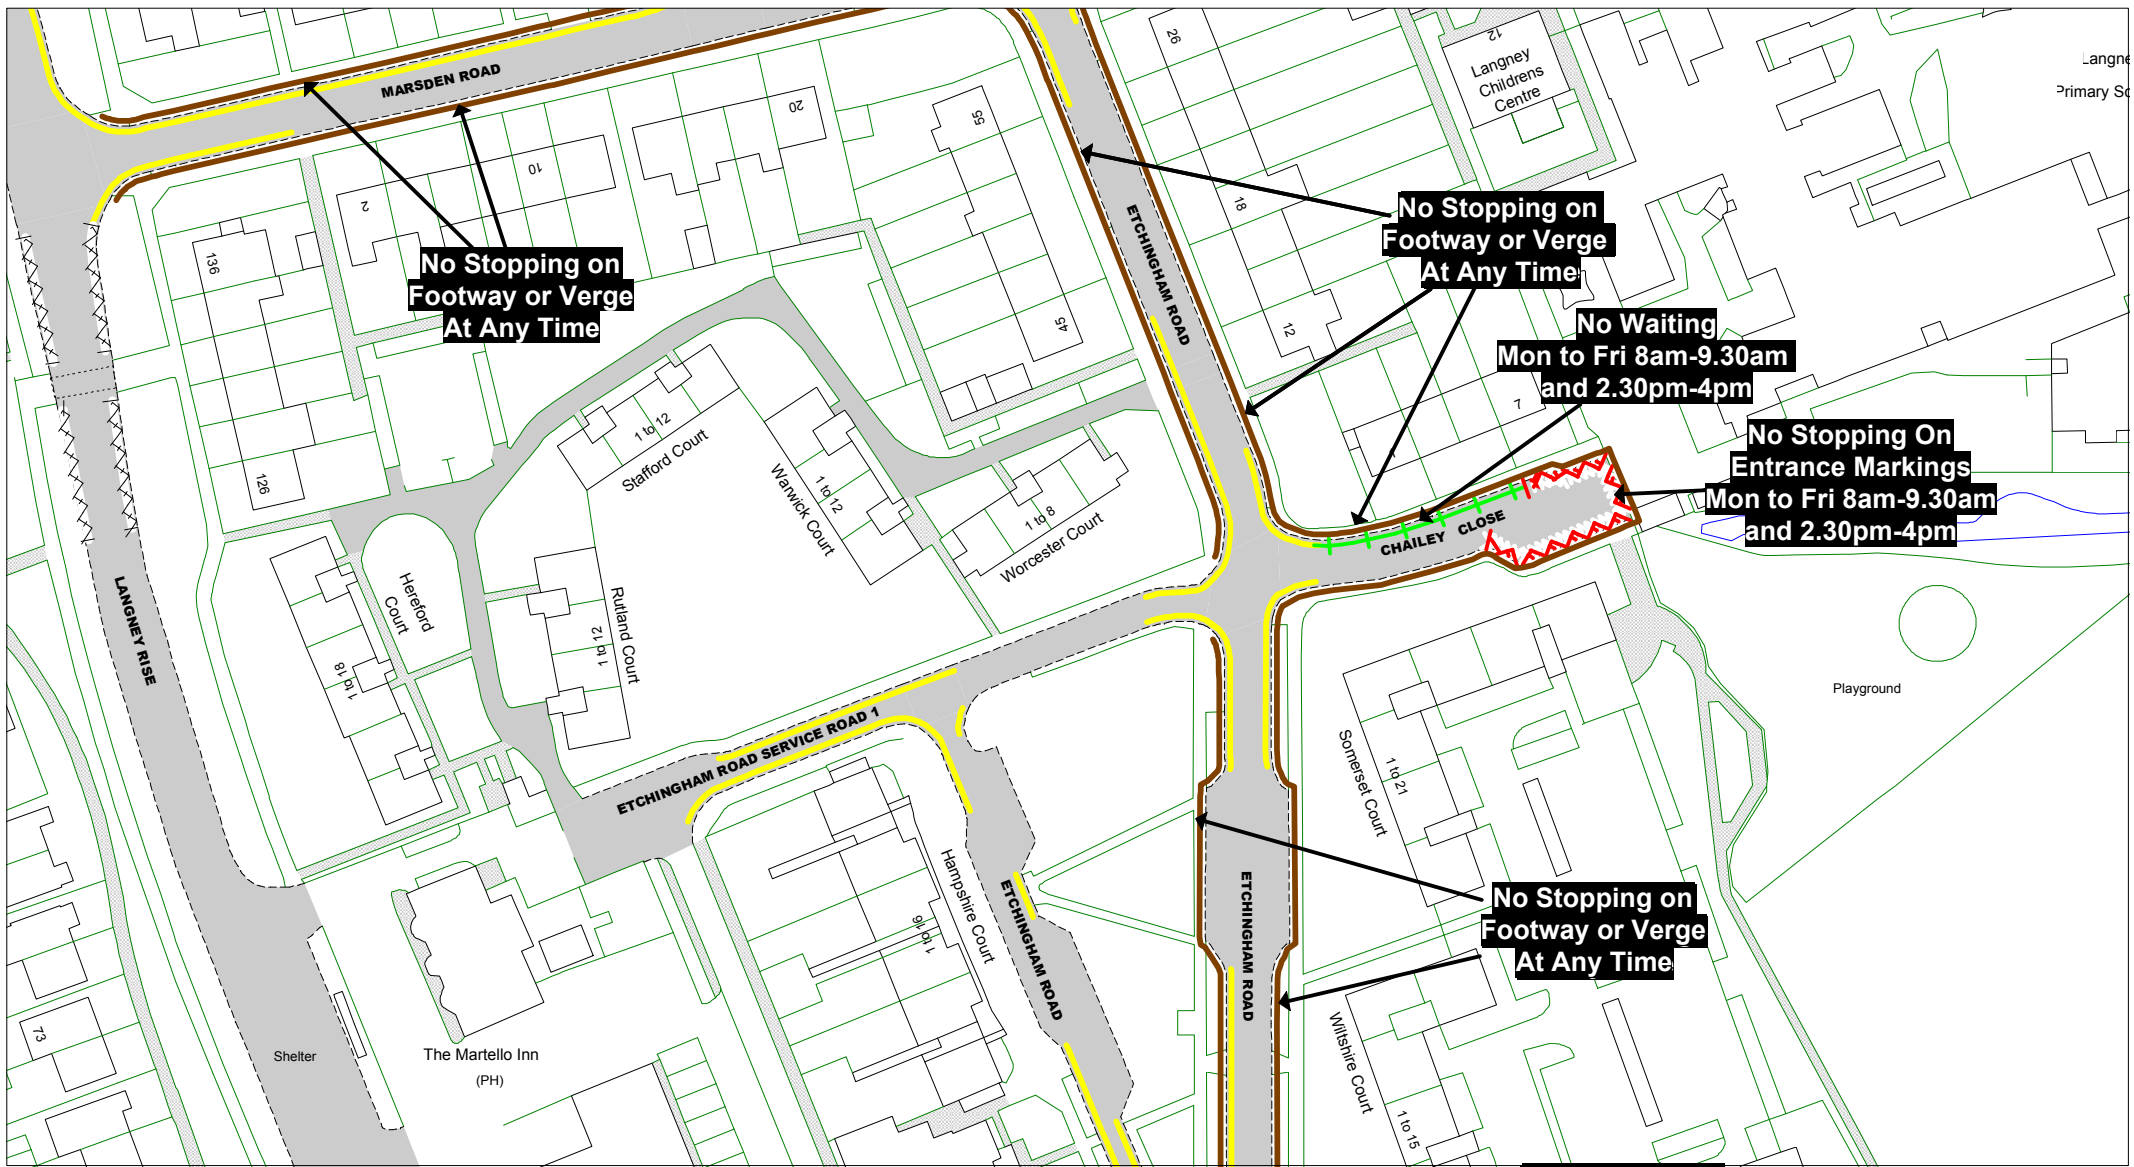 MARSDEN ROAD
26
12
Langney
Childrens
Centre
Langne
Primary Sc
20
55
10
2
18
ETCHINGHAM ROAD
No Stopping on
Footway or Verge
At Any Time
136
No Stopping on
Footway or Verge
At Any Time
45
12
No Waiting
Mon to Fri 8am-9.30am
and 2.30pm-4pm
7
126
1 to 12
Stafford Court
1 to 12
Warwick Court
1 to 8
Worcester Court
No Stopping On
Entrance Markings
Mon to Fri 8am-9.30am
and 2.30pm-4pm
CHAILEY CLOSE
LANGNEY RISE
Hereford
Court
1 to 18
Rutland Court
1 to 12
Playground
ETCHINGHAM ROAD SERVICE ROAD 1
Somerset Court
1 to 21
Hampshire Court
1 to 16
ETCHINGHAM ROAD
ETCHINGHAM ROAD
No Stopping on
Footway or Verge
At Any Time
73
Shelter
The Martello Inn
(PH)
Wiltshire Court
1 to 15